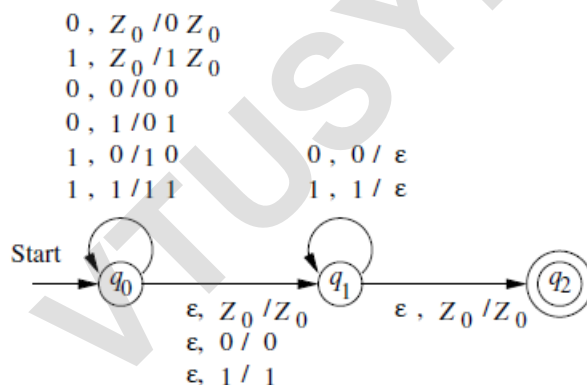 0 , Z0 /0 Z0
1 , Z0 /1 Z0
0 , 0 / 0 0
0 , 1 / 0 1
1 , 0 / 1 0
1 , 1 / 1 1
0 , 0 / ε
1 , 1 / ε
Start
q0
q1
q2
ε, Z0 / Z0
ε, 0 / 0
ε, 1 / 1
ε , Z0 / Z0
VTUSY